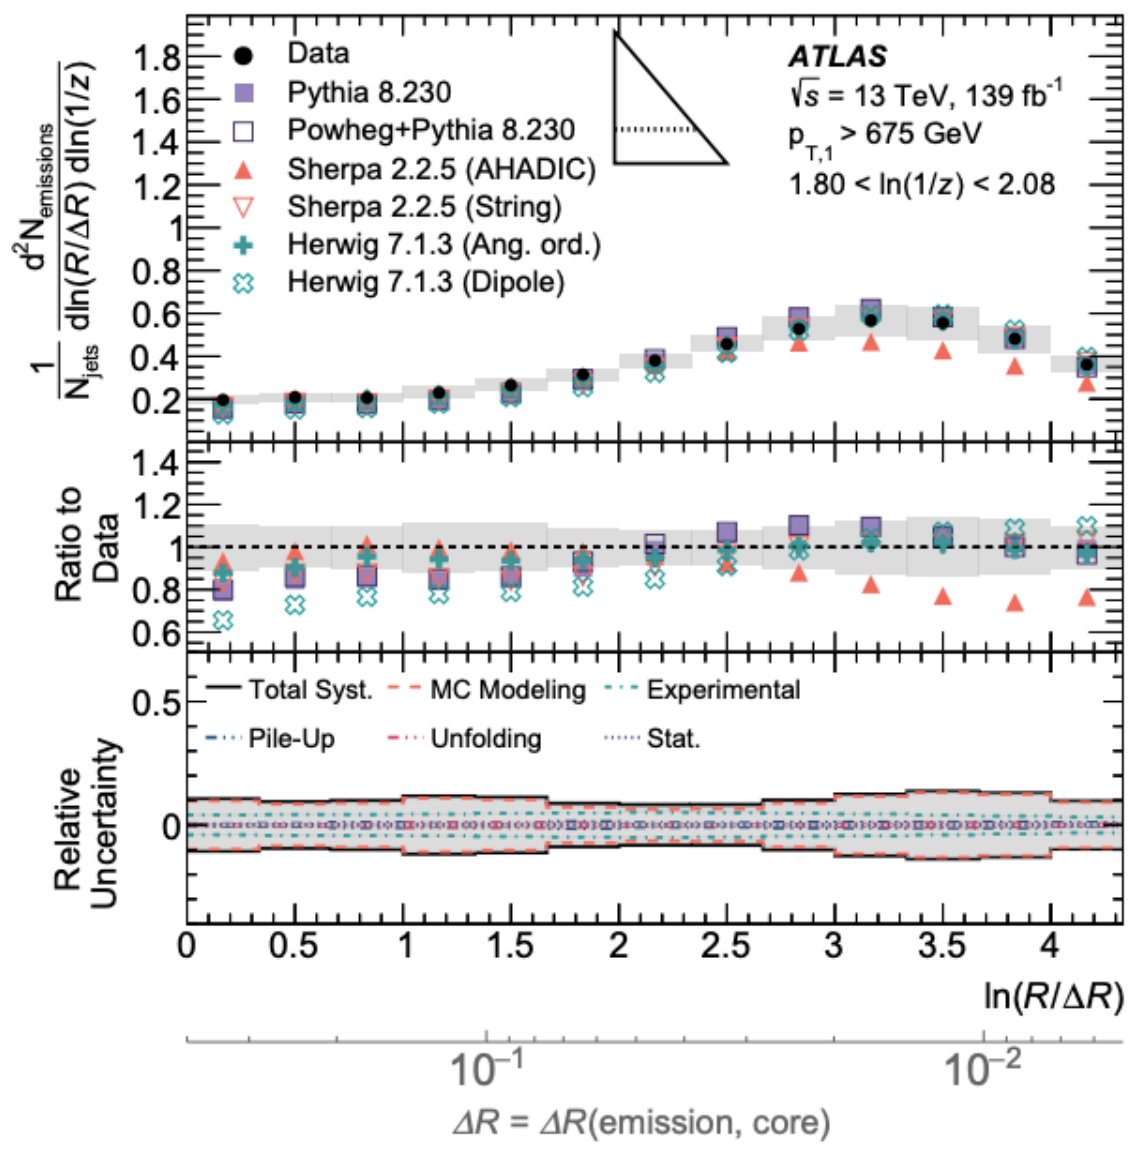 1.8
1.6
1.4
1.2
1
0.8
0.6
0.4
0.2
1/N_jets d²N_emissions / dln(R/ΔR) dln(1/z)
Data
Pythia 8.230
Powheg+Pythia 8.230
Sherpa 2.2.5 (AHADIC)
Sherpa 2.2.5 (String)
Herwig 7.1.3 (Ang. ord.)
Herwig 7.1.3 (Dipole)
ATLAS
√s = 13 TeV, 139 fb⁻¹
p_T,1 > 675 GeV
1.80 < ln(1/z) < 2.08
1.4
1.2
1
0.8
0.6
Ratio to
Data
Total Syst. MC Modeling Experimental
Pile-Up Unfolding Stat.
0.5
0
Relative
Uncertainty
0 0.5 1 1.5 2 2.5 3 3.5 4
ln(R/ΔR)
10⁻¹ 10⁻²
ΔR = ΔR(emission, core)